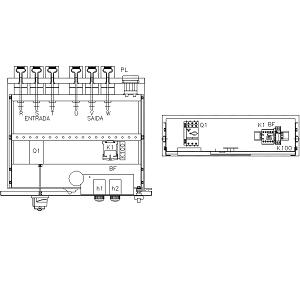 PL
R S T U V W
ENTRADA SAIDA
Q1 K1
BF
h1 h2
Q1 K1 BF
K100